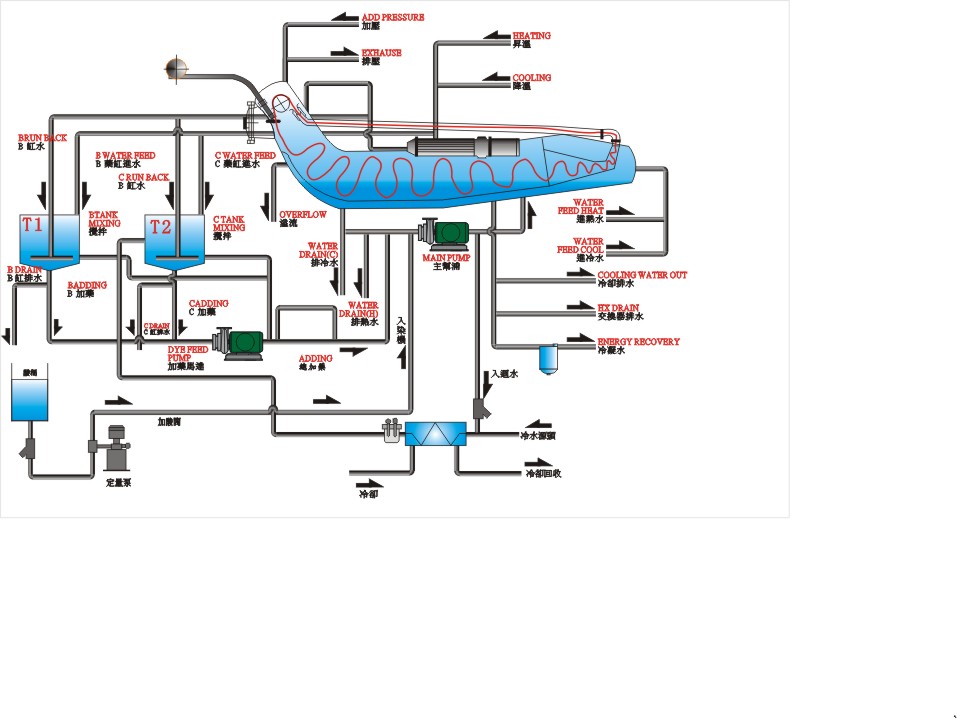 ADD PRESSURE
加壓
EXHAUSE
排壓
HEATING
昇溫
COOLING
降溫
BRUN BACK
B 缸水
B WATER FEED
B 藥缸進水
C WATER FEED
C 藥缸進水
C RUN BACK
B 缸水
T1
BTANK
MIXING
攪拌
T2
C TANK
MIXING
攪拌
OVERFLOW
溢流
WATER
FEED HEAT
進熱水
WATER
FEED COOL
進冷水
WATER
DRAIN(C)
排冷水
MAIN PUMP
主幫浦
B DRAIN
B 缸排水
BADDING
B 加藥
COOLING WATER OUT
冷卻排水
CADDING
C 加藥
WATER
DRAIN(H)
排熱水
HX DRAIN
交換器排水
入染機
C DRAIN
C 缸排水
ENERGY RECOVERY
冷凝水
DYE FEED
PUMP
加藥馬達
ADDING
加藥
入迴水
加酸閥
冷水源頭
定量泵
冷卻
冷卻回收